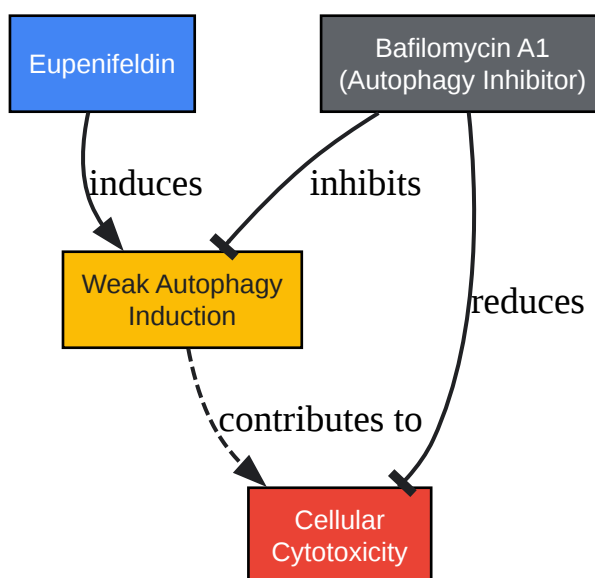 Eupenifeldin
Bafilomycin A1
(Autophagy Inhibitor)
induces
inhibits
Weak Autophagy
Induction
reduces
contributes to
Cellular
Cytotoxicity